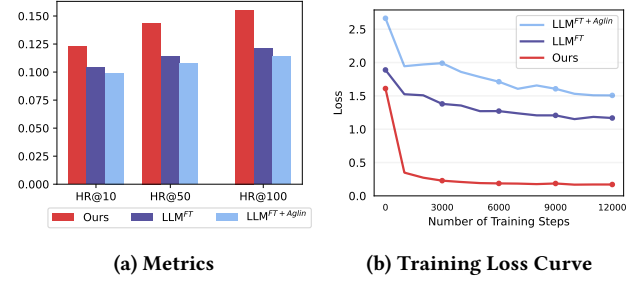 0.150
0.125
0.100
0.075
0.050
0.025
0.000
HR@10 HR@50 HR@100
Ours LLM^FT LLM^FT+Aglin
(a) Metrics
Loss
2.5
2.0
1.5
1.0
0.5
0.0
LLM^FT+Aglin
LLM^FT
Ours
0 3000 6000 9000 12000
Number of Training Steps
(b) Training Loss Curve